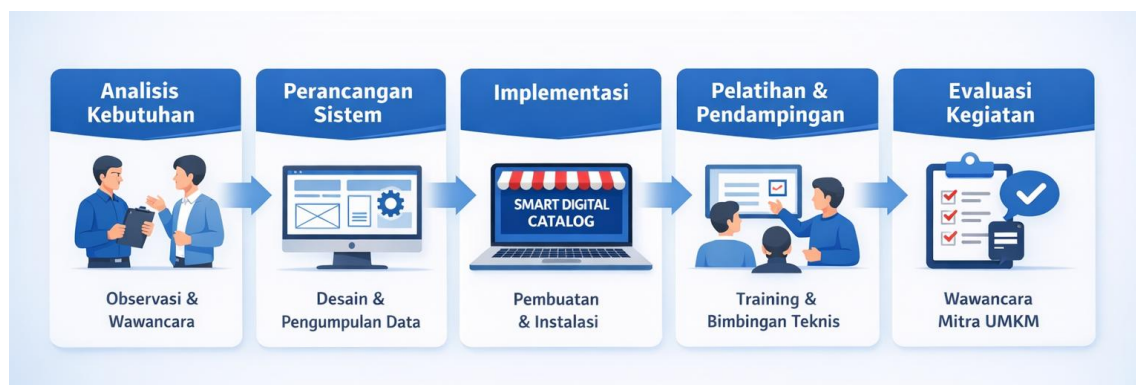 Analisis
Kebutuhan
Observasi &
Wawancara
Perancangan
Sistem
Desain &
Pengumpulan Data
Implementasi
SMART DIGITAL
CATALOG
Pembuatan
& Instalasi
Pelatihan &
Pendampingan
Training &
Bimbingan Teknis
Evaluasi
Kegiatan
Wawancara
Mitra UMKM